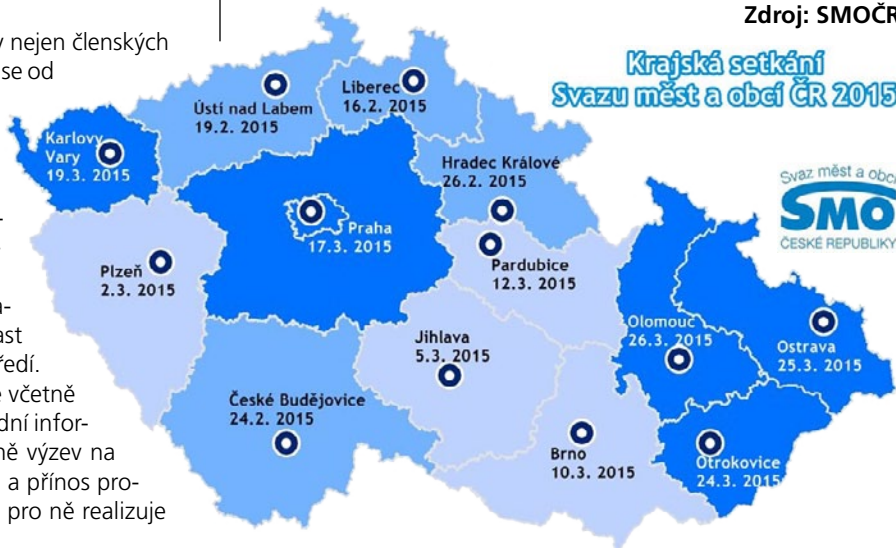 Zdroj: SMOČR
v nejen členských
se od
ast
ředí.
e včetně
dní infor-
ně výzev na
a přínos pro-
pro ně realizuje
Krajská setkání
Svazu měst a obcí ČR 2015
Svaz měst a obcí
SMO
ČESKÉ REPUBLIKY
Karlovy
Vary
19.3. 2015
Ústí nad Labem
19.2. 2015
Liberec
16.2. 2015
Hradec Králové
26.2. 2015
Praha
17.3. 2015
Plzeň
2.3. 2015
Pardubice
12.3. 2015
Jihlava
5.3. 2015
České Budějovice
24.2. 2015
Brno
10.3. 2015
Olomouc
26.3. 2015
Ostrava
25.3. 2015
Otrokovice
24.3. 2015